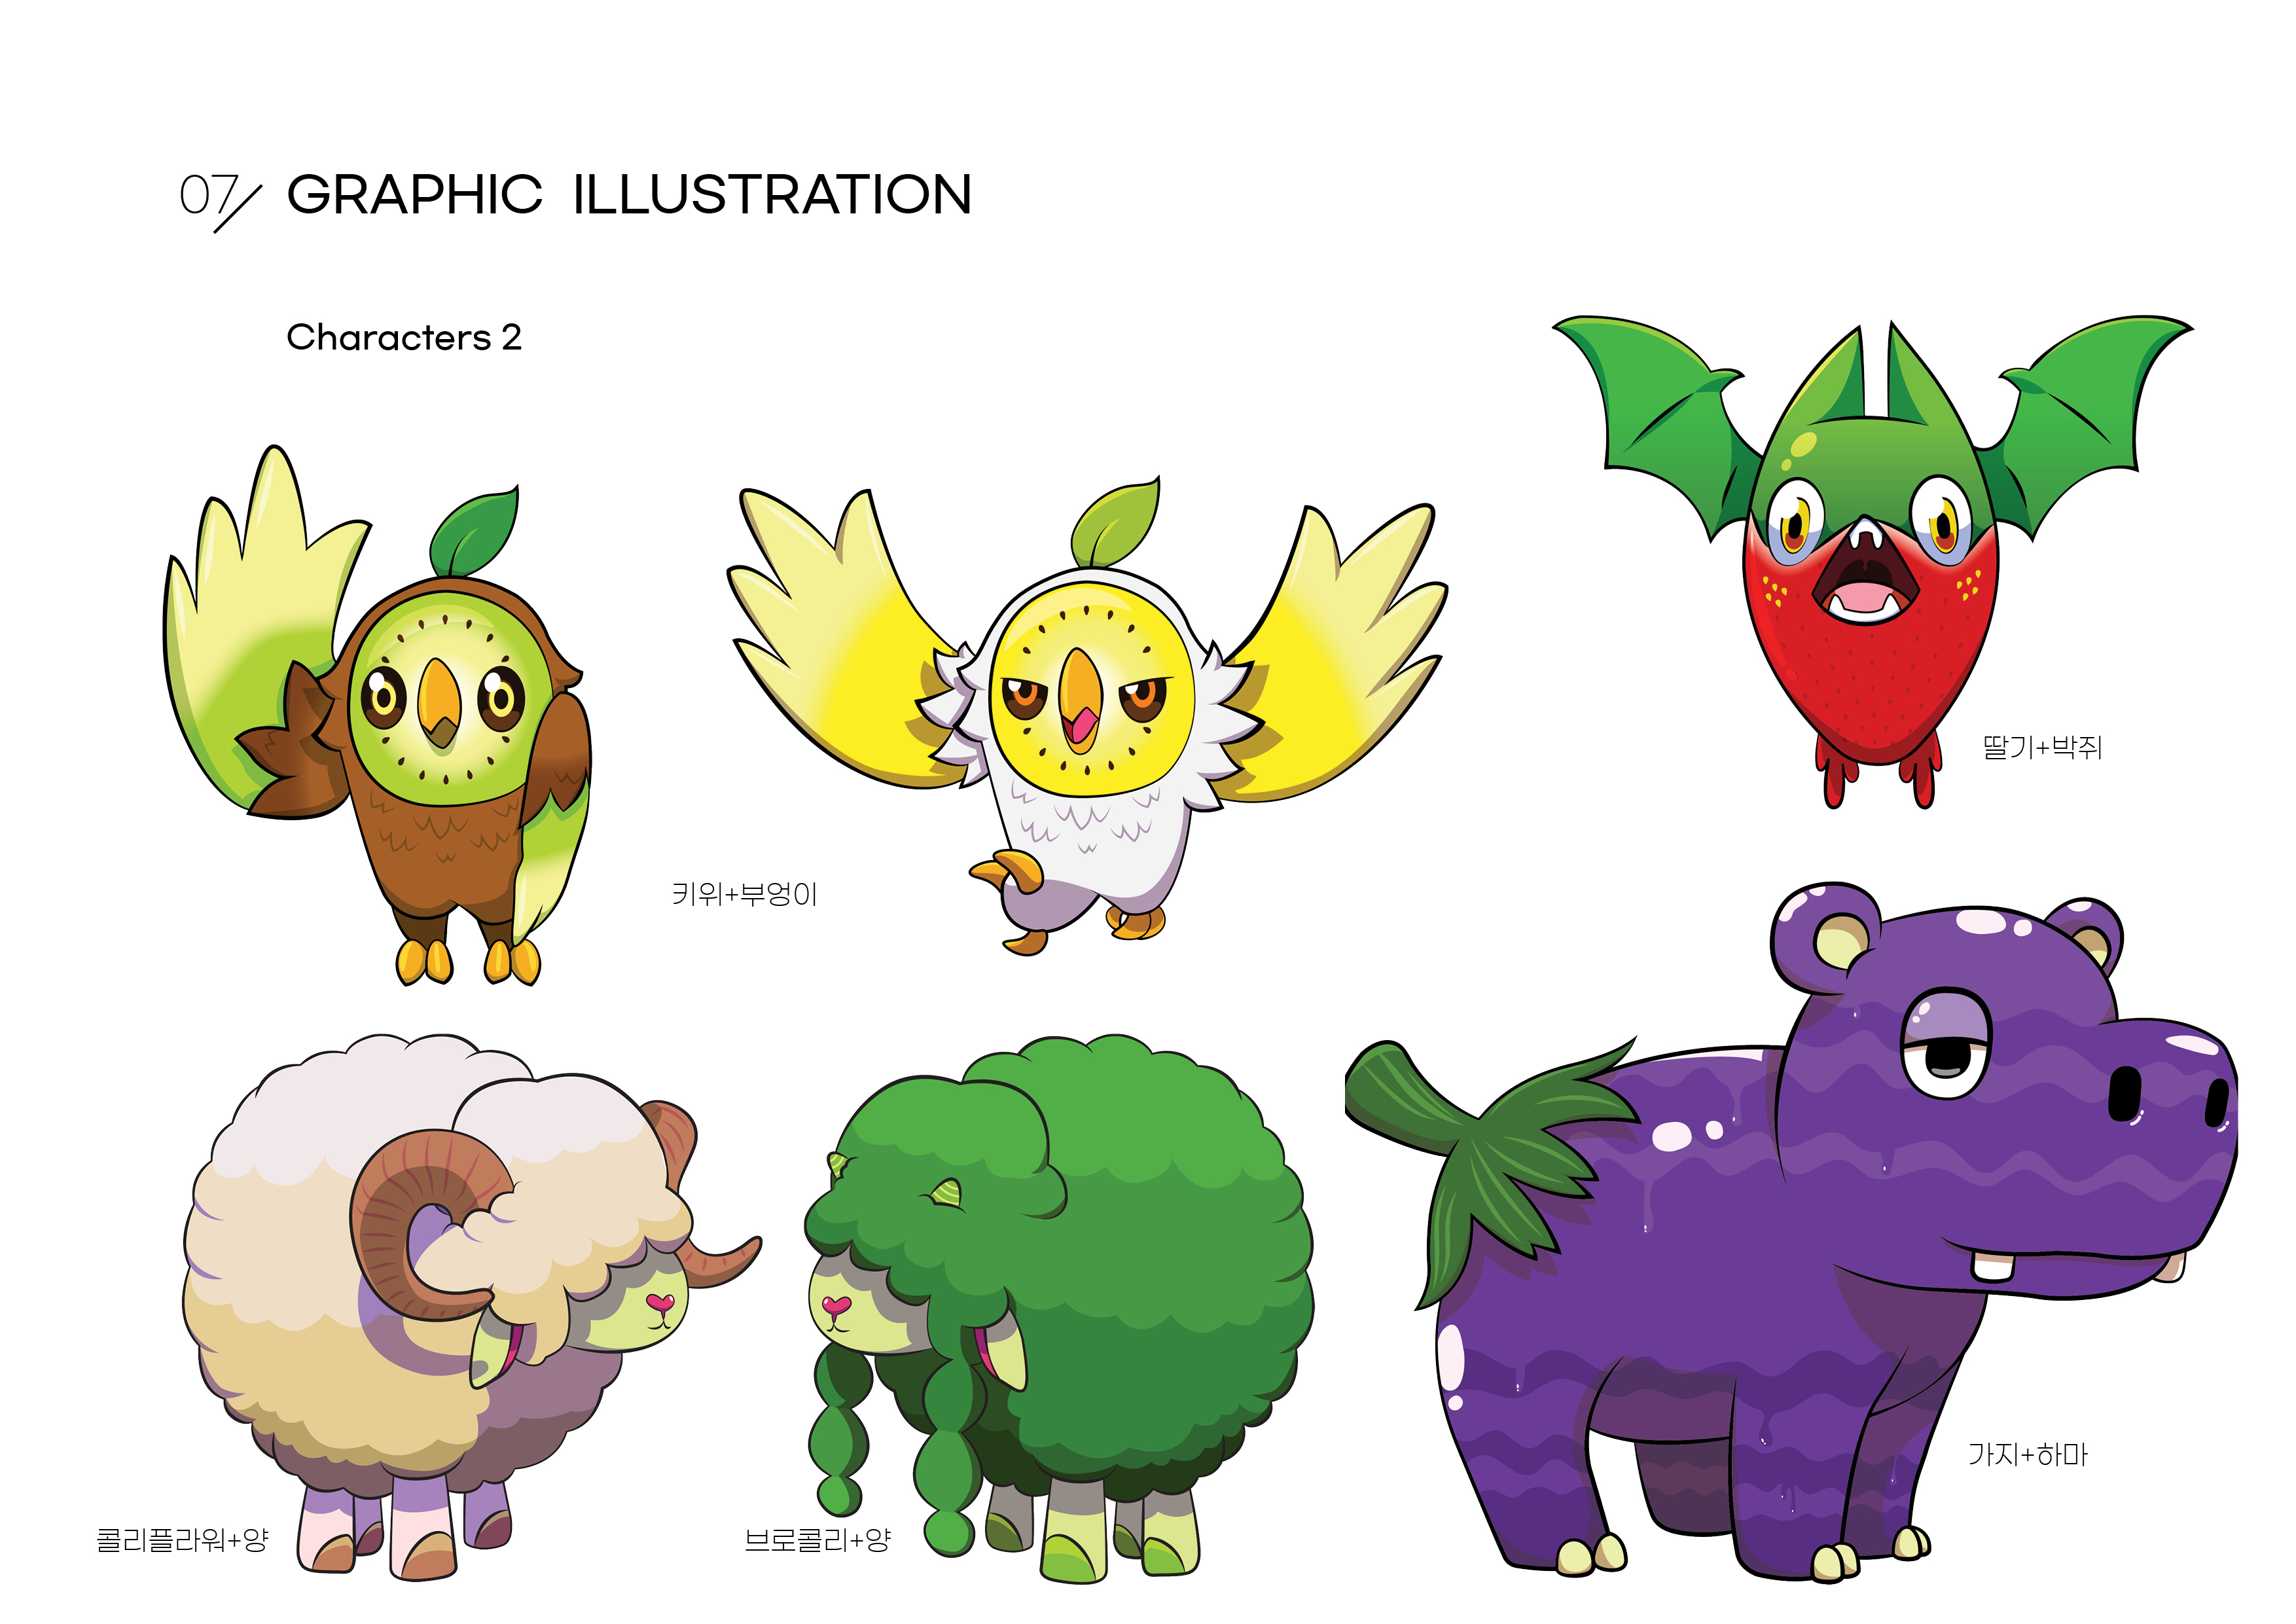 07/ GRAPHIC ILLUSTRATION
Characters 2
딸기+박쥐
키위+부엉이
가지+하마
콜리플라워+양
브로콜리+양